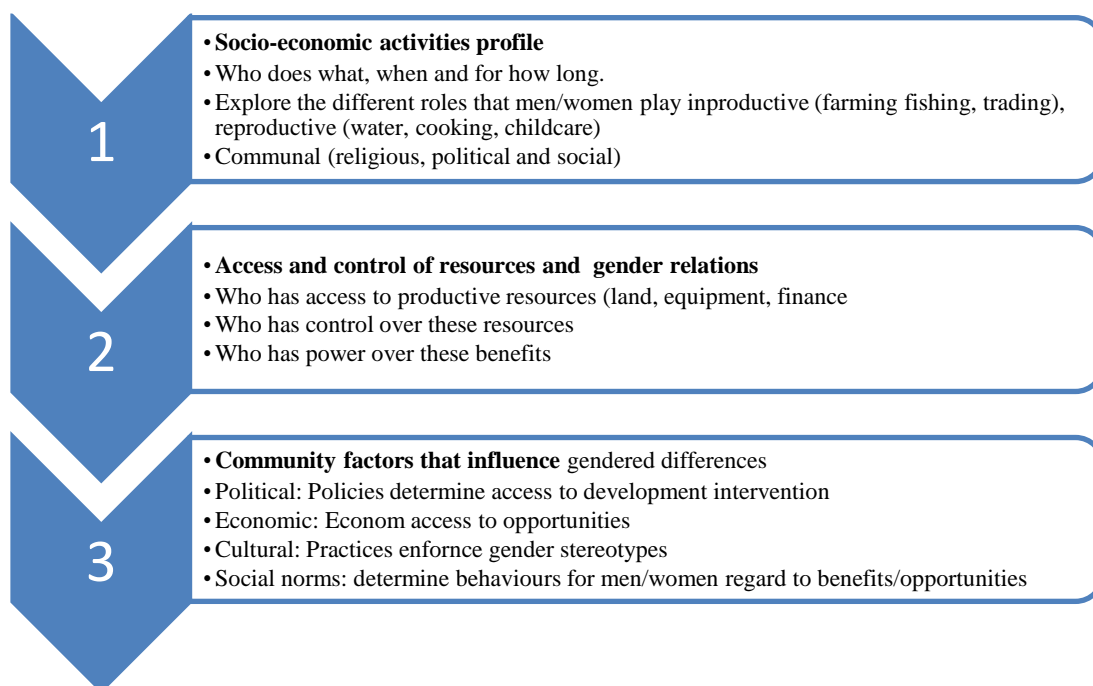 1
• Socio-economic activities profile
• Who does what, when and for how long.
• Explore the different roles that men/women play inproductive (farming fishing, trading),
reproductive (water, cooking, childcare)
• Communal (religious, political and social)
2
• Access and control of resources and gender relations
• Who has access to productive resources (land, equipment, finance
• Who has control over these resources
• Who has power over these benefits
3
• Community factors that influence gendered differences
• Political: Policies determine access to development intervention
• Economic: Econom access to opportunities
• Cultural: Practices enfornce gender stereotypes
• Social norms: determine behaviours for men/women regard to benefits/opportunities